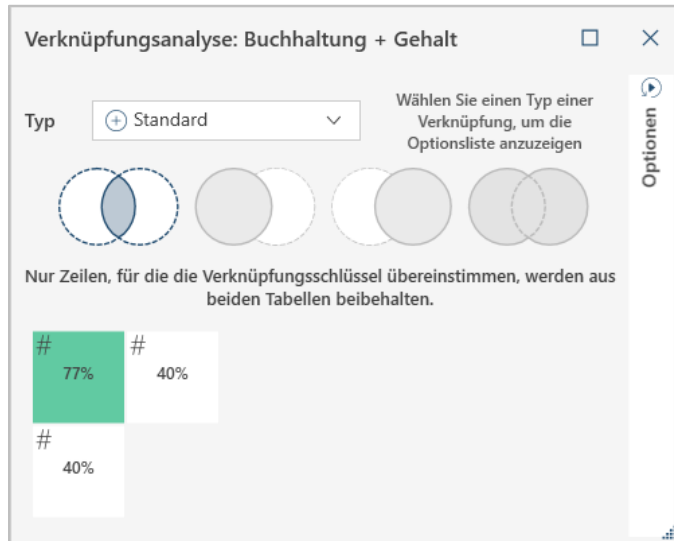 Verknüpfungsanalyse: Buchhaltung + Gehalt
Typ
Standard
Wählen Sie einen Typ einer
Verknüpfung, um die
Optionsliste anzuzeigen
Optionen
Nur Zeilen, für die die Verknüpfungsschlüssel übereinstimmen, werden aus
beiden Tabellen beibehalten.
# #
77% 40%
#
40%